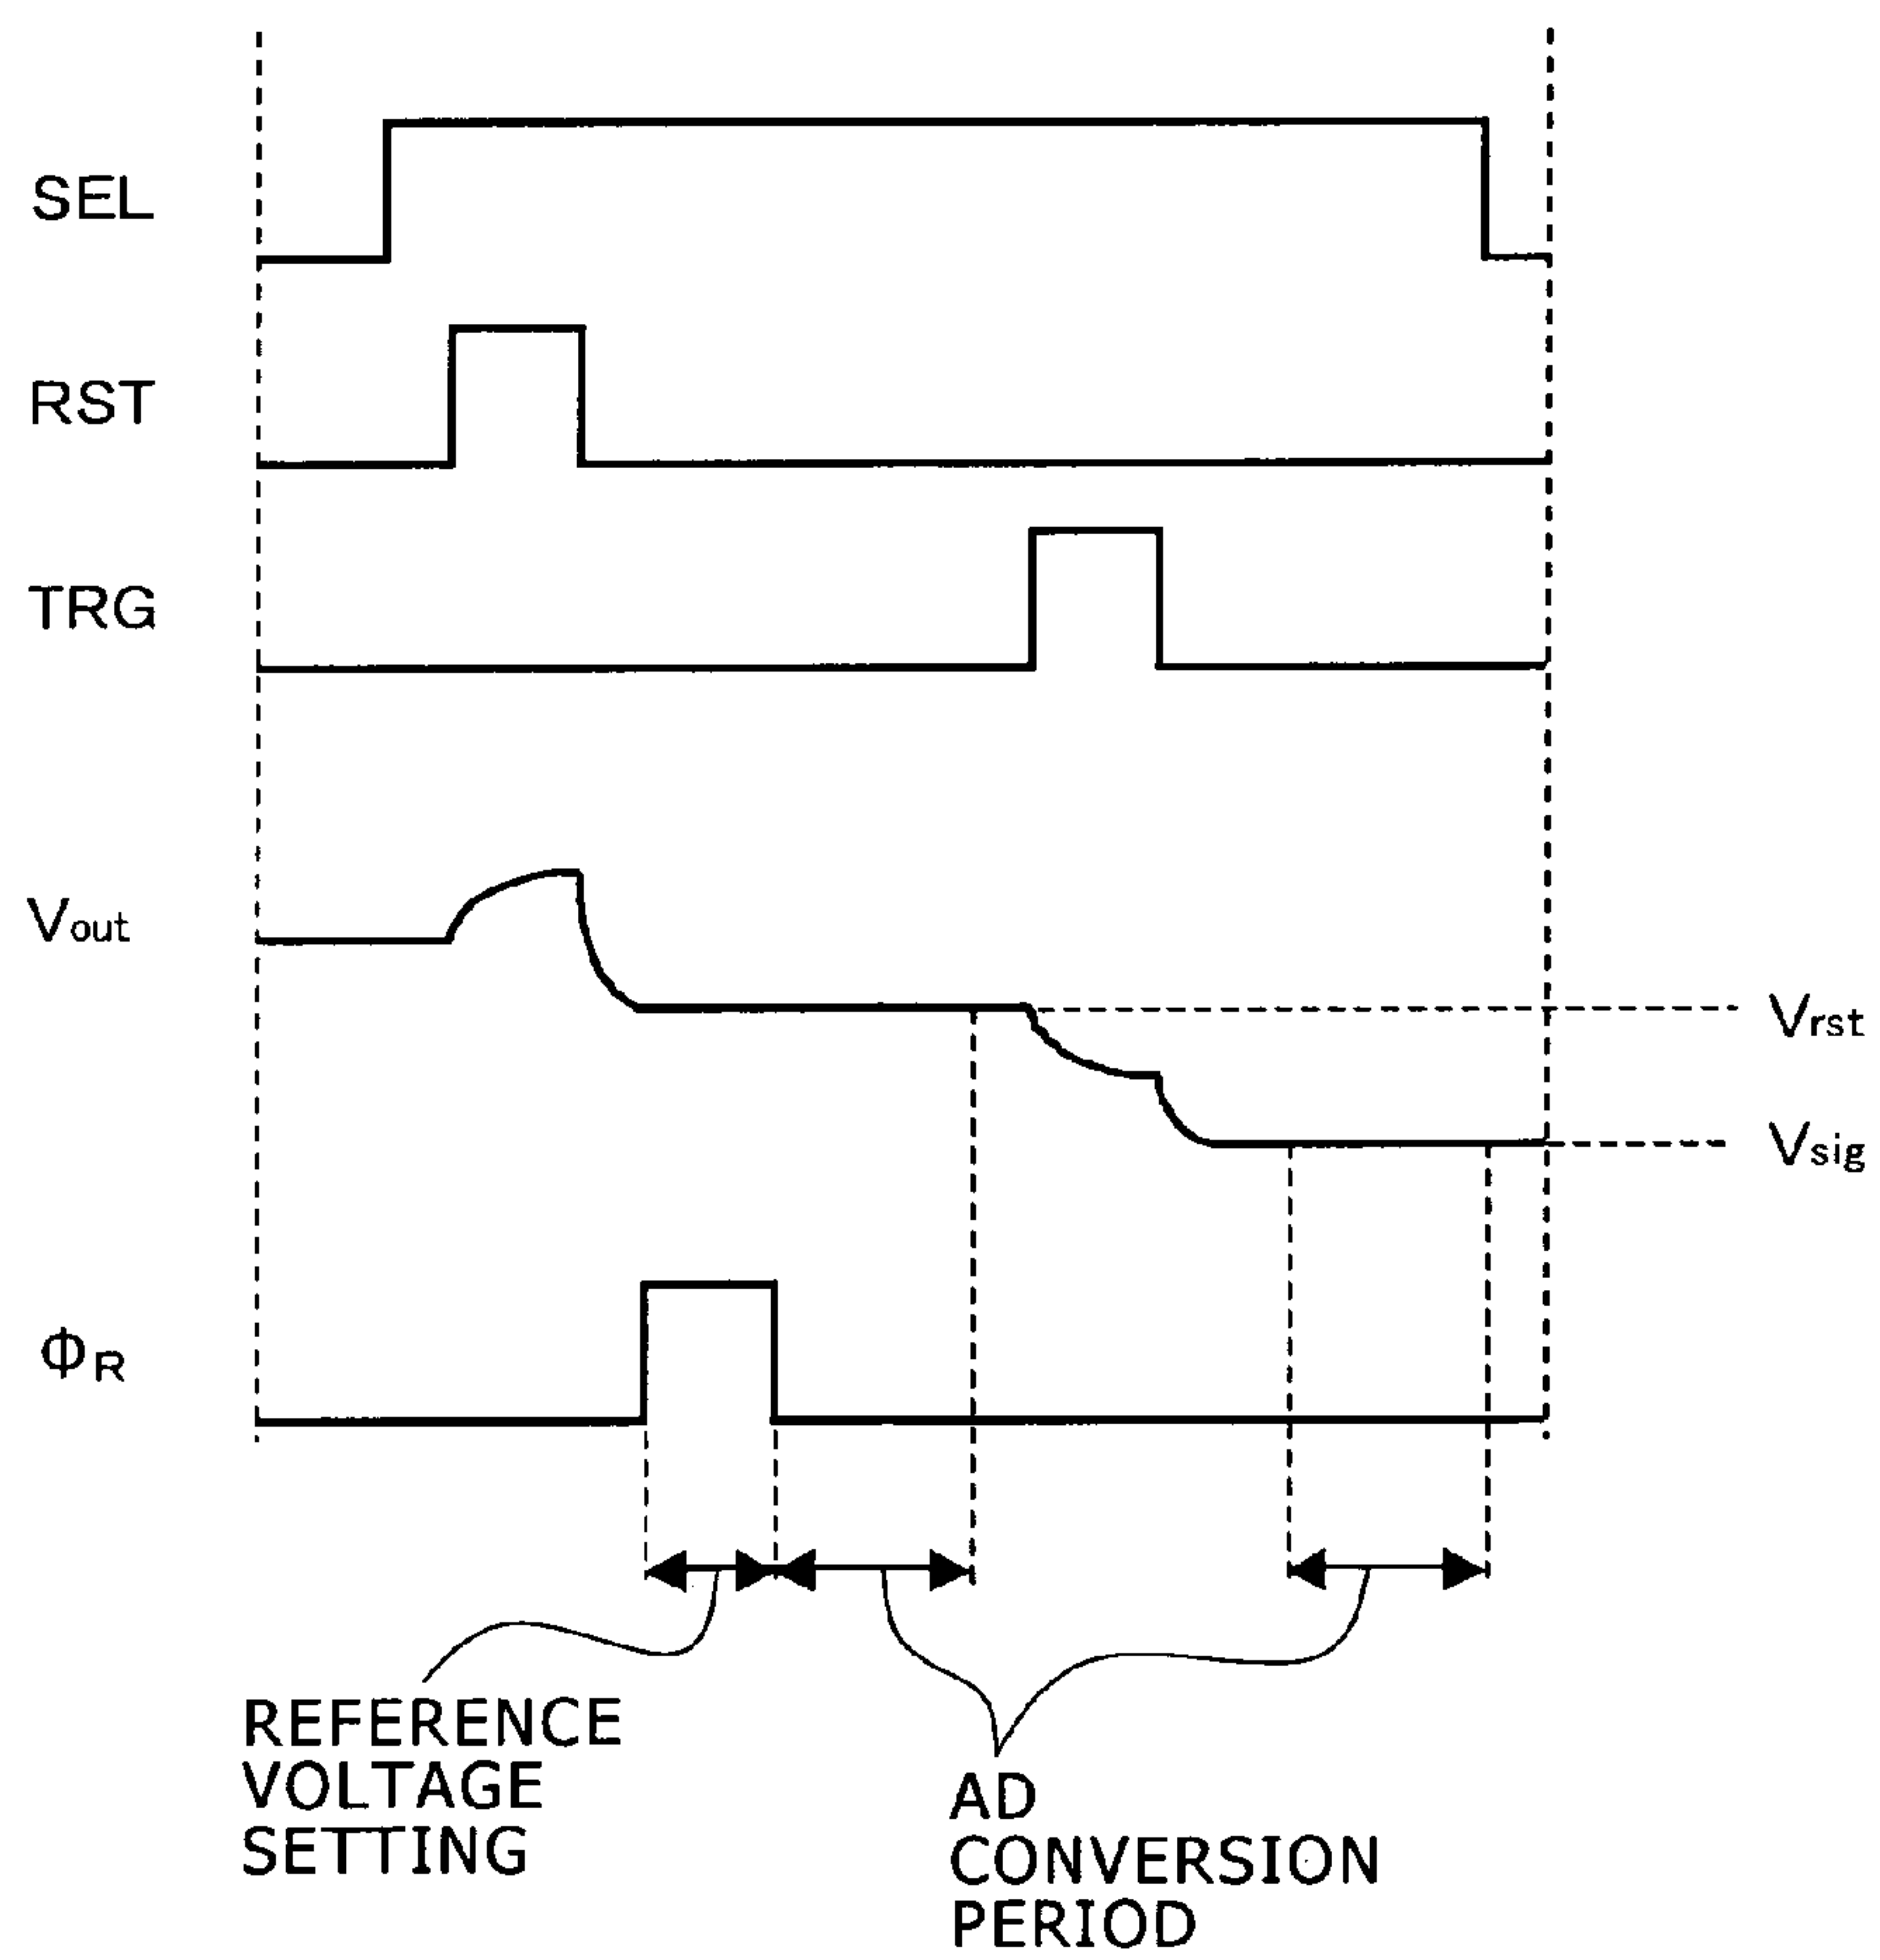 SEL
RST
TRG
Vout
Vrst
Vsig
ΦR
REFERENCE
VOLTAGE
SETTING
AD
CONVERSION
PERIOD